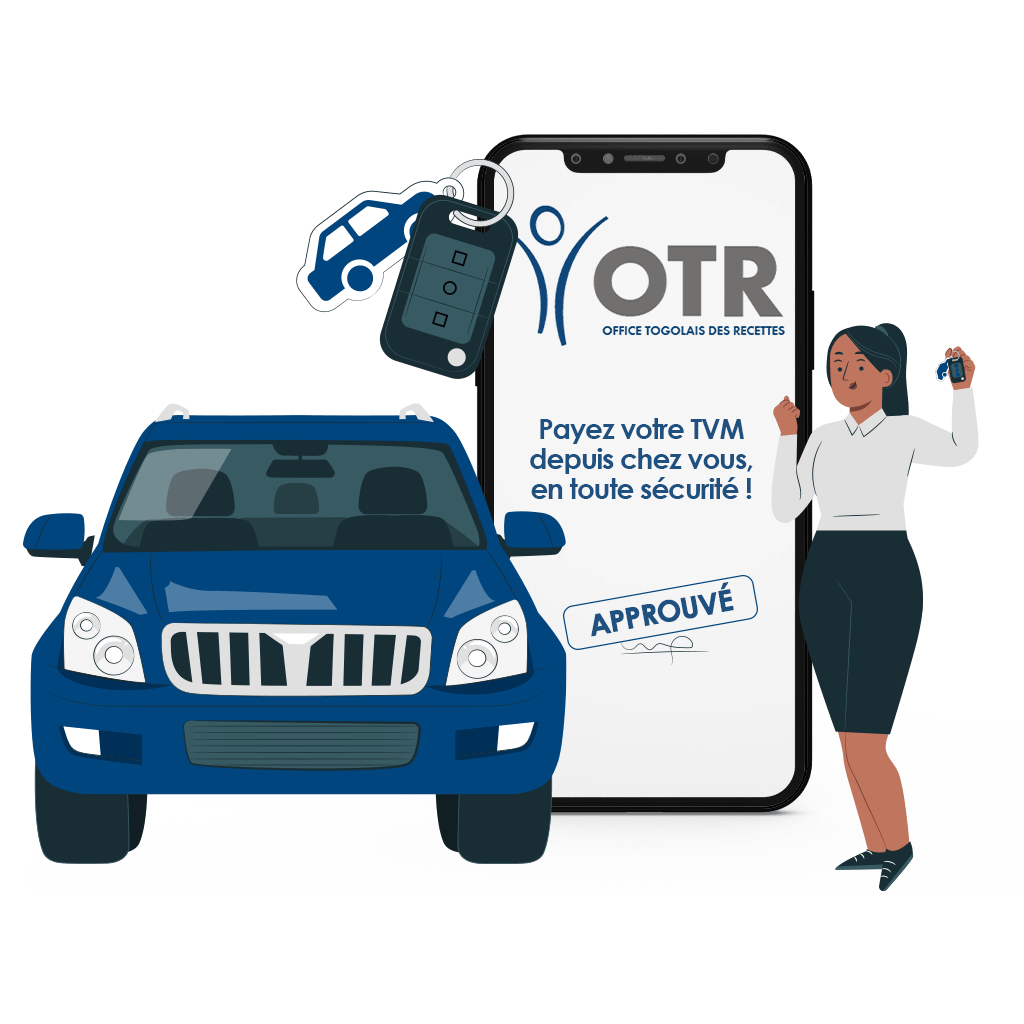 OTR
OFFICE TOGOLAIS DES RECETTES
Payez votre TVM
depuis chez vous,
en toute sécurité !
APPROUVÉ